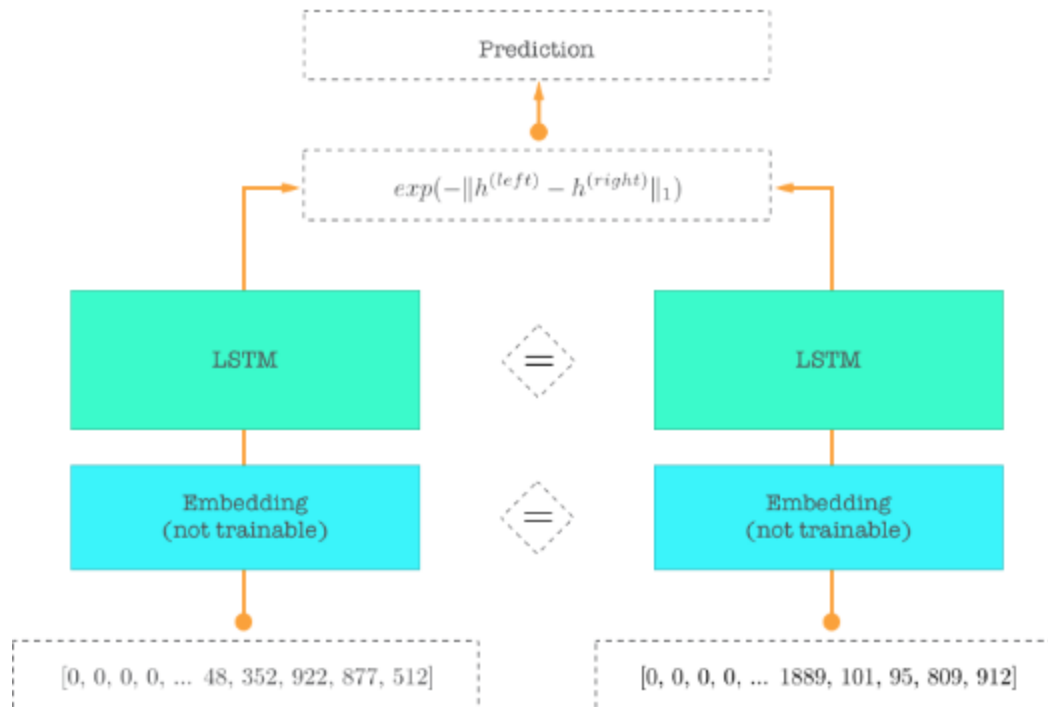 Prediction
exp(−‖h^(left) − h^(right)‖₁)
LSTM
=
LSTM
Embedding
(not trainable)
=
Embedding
(not trainable)
[0, 0, 0, 0, ... 48, 352, 922, 877, 512]
[0, 0, 0, 0, ... 1889, 101, 95, 809, 912]